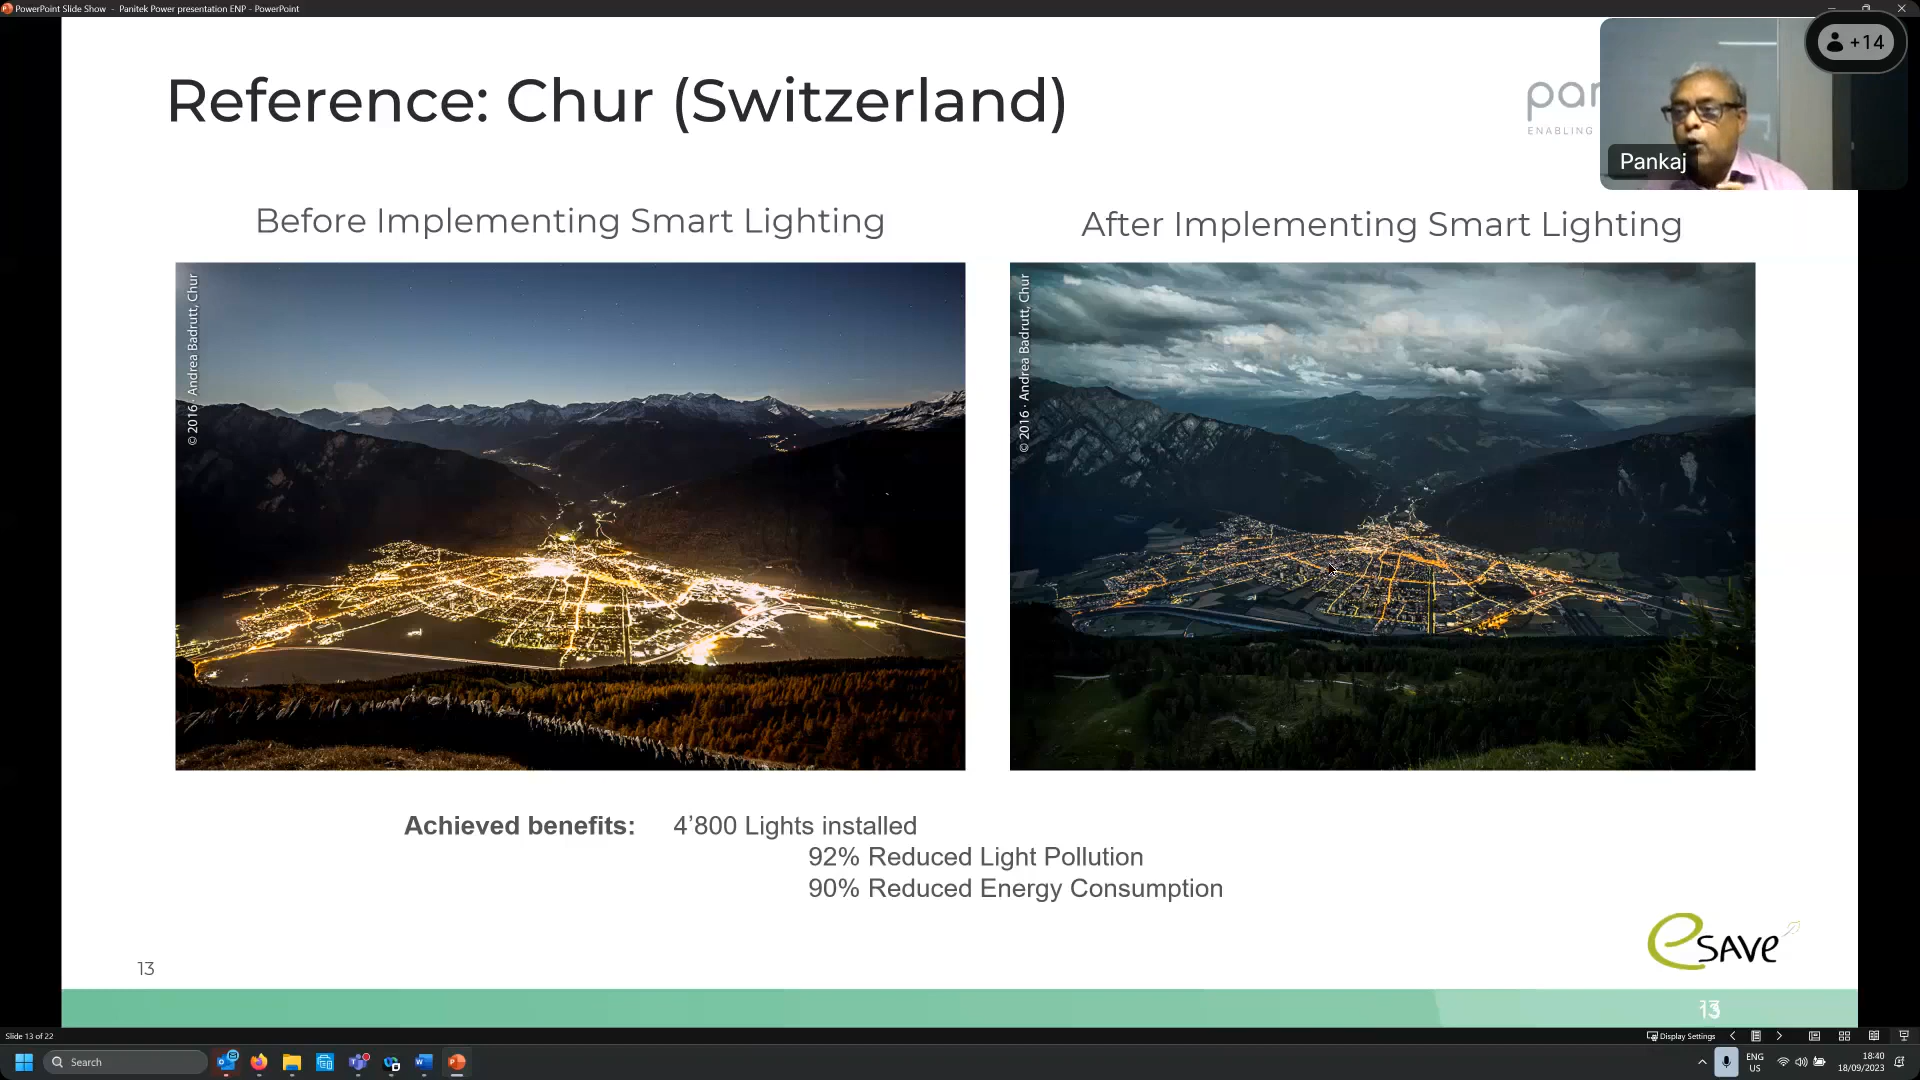 PowerPoint Slide Show - Panitek Power presentation ENP - PowerPoint
+14
Reference: Chur (Switzerland)
ENABLING
Pankaj
Before Implementing Smart Lighting
After Implementing Smart Lighting
© 2016 · Andrea Badrutt, Chur
© 2016 · Andrea Badrutt, Chur
Achieved benefits: 4’800 Lights installed
92% Reduced Light Pollution
90% Reduced Energy Consumption
esave
13
13
Slide 13 of 22
Display Settings
Search
ENG
US
18:40
18/09/2023